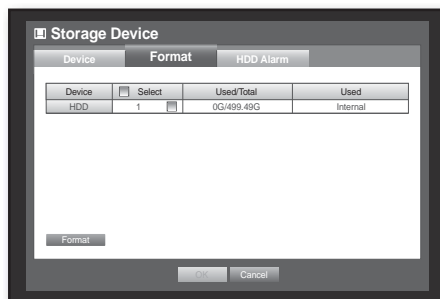 Storage Device
Device Format HDD Alarm
Device Select Used/Total Used
HDD 1 0G/499.49G Internal
Format
OK Cancel